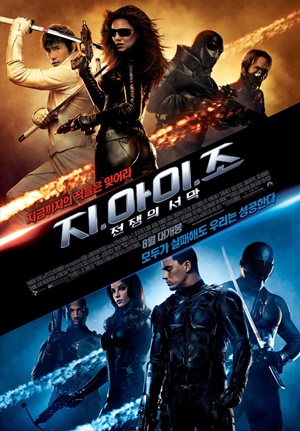 지금까지의 적들은 잊어라
지.아이.조
전쟁의 서막
8월 대개봉
모두가 실패해도 우리는 성공한다